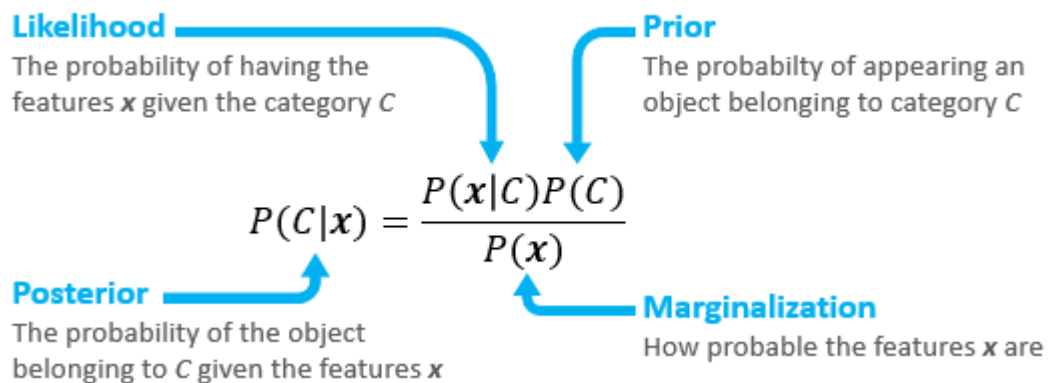 Likelihood
The probability of having the
features x given the category C
Prior
The probabilty of appearing an
object belonging to category C
P(C|x) = P(x|C)P(C)
P(x)
Posterior
The probability of the object
belonging to C given the features x
Marginalization
How probable the features x are